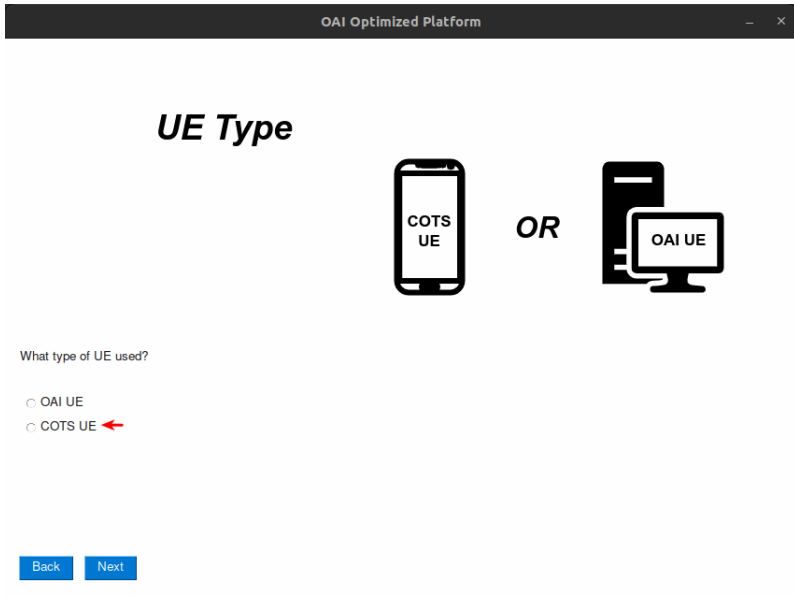 OAI Optimized Platform
UE Type
COTS
UE
OR
OAI UE
What type of UE used?
OAI UE
COTS UE
Back
Next